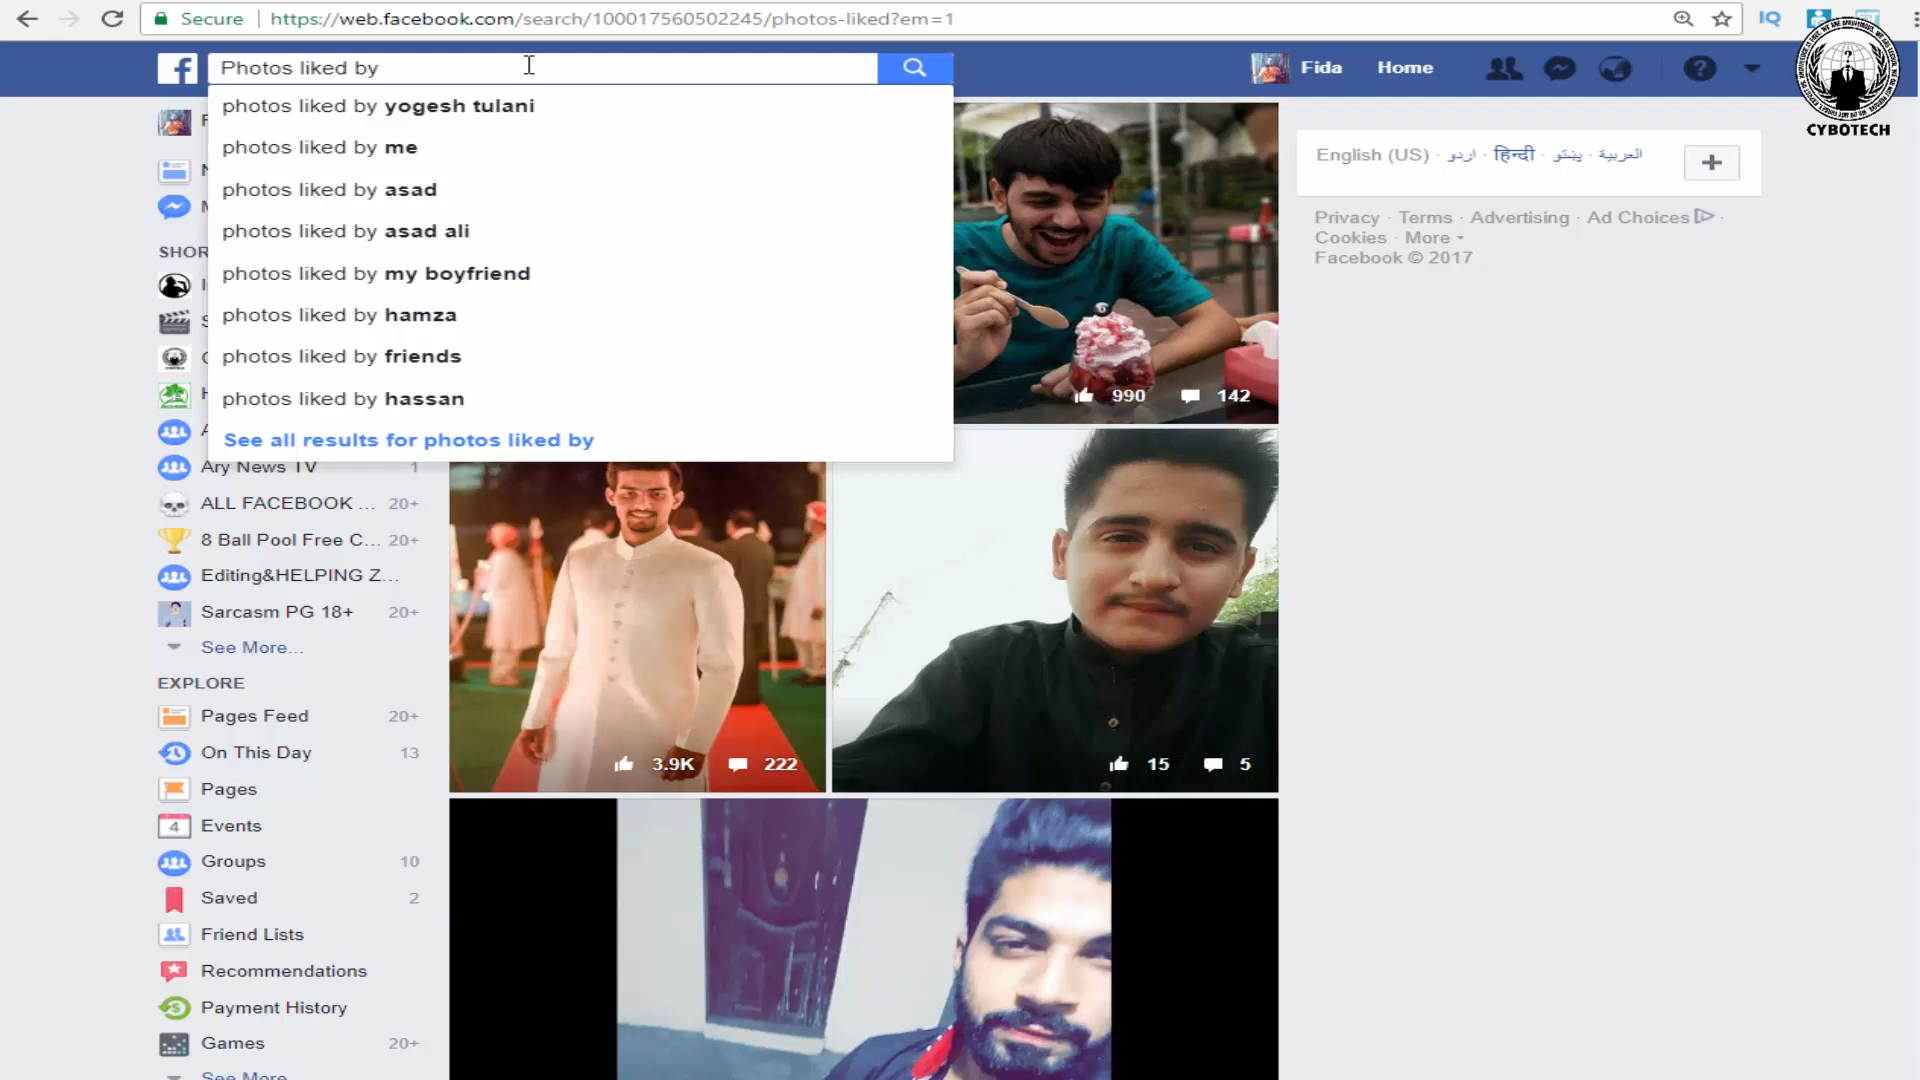 Secure
https://web.facebook.com/search/100017560502245/photos-liked?em=1
IQ
Photos liked by
Fida
Home
CYBOTECH
photos liked by yogesh tulani
photos liked by me
photos liked by asad
photos liked by asad ali
photos liked by my boyfriend
photos liked by hamza
photos liked by friends
photos liked by hassan
See all results for photos liked by
SHOR
Ary News TV 1
ALL FACEBOOK ... 20+
8 Ball Pool Free C... 20+
Editing&HELPING Z...
Sarcasm PG 18+ 20+
See More...
EXPLORE
Pages Feed 20+
On This Day 13
Pages
4 Events
Groups 10
Saved 2
Friend Lists
Recommendations
Payment History
Games 20+
See More
990 142
3.9K 222
15 5
English (US) · اردو · हिन्दी · پښتو · العربية
Privacy · Terms · Advertising · Ad Choices ·
Cookies · More
Facebook © 2017